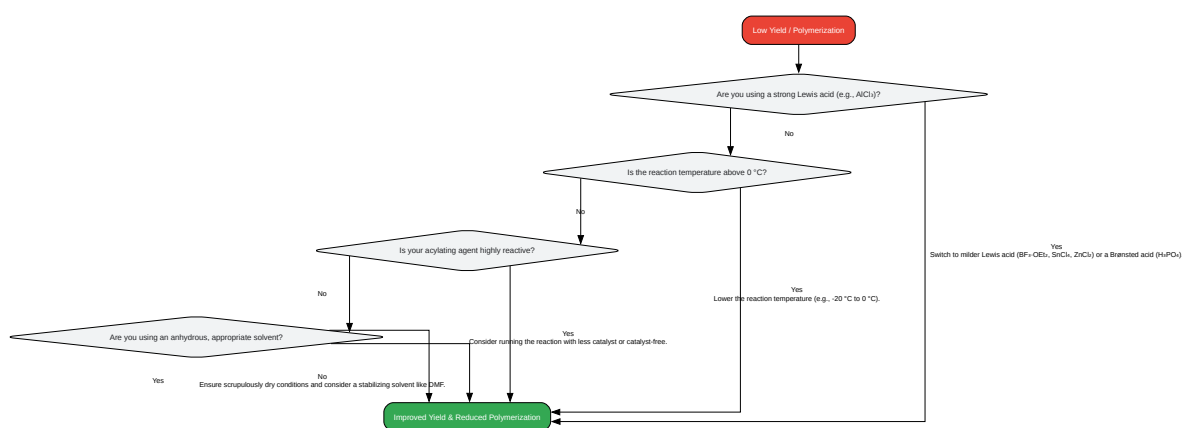 Low Yield / Polymerization
Are you using a strong Lewis acid (e.g., AlCl₃)?
No
Is the reaction temperature above 0 °C?
No
Yes
Switch to milder Lewis acid (BF₃·OEt₂, SnCl₄, ZnCl₂) or a Brønsted acid (H₃PO₄)
Is your acylating agent highly reactive?
No
Yes
Lower the reaction temperature (e.g., -20 °C to 0 °C).
Are you using an anhydrous, appropriate solvent?
Yes
Consider running the reaction with less catalyst or catalyst-free.
Yes
No
Ensure scrupulously dry conditions and consider a stabilizing solvent like DMF.
Improved Yield & Reduced Polymerization